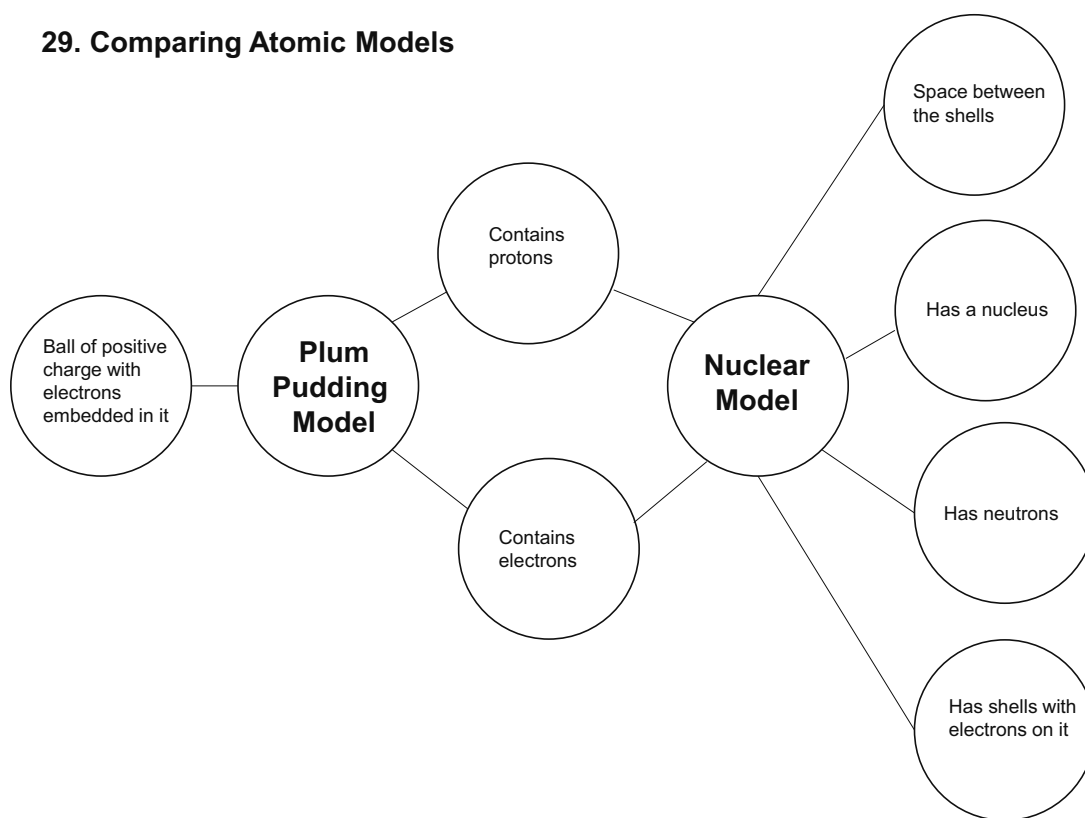 29. Comparing Atomic Models
Space between
the shells
Contains
protons
Has a nucleus
Ball of positive
charge with
electrons
embedded in it
Plum
Pudding
Model
Nuclear
Model
Has neutrons
Contains
electrons
Has shells with
electrons on it